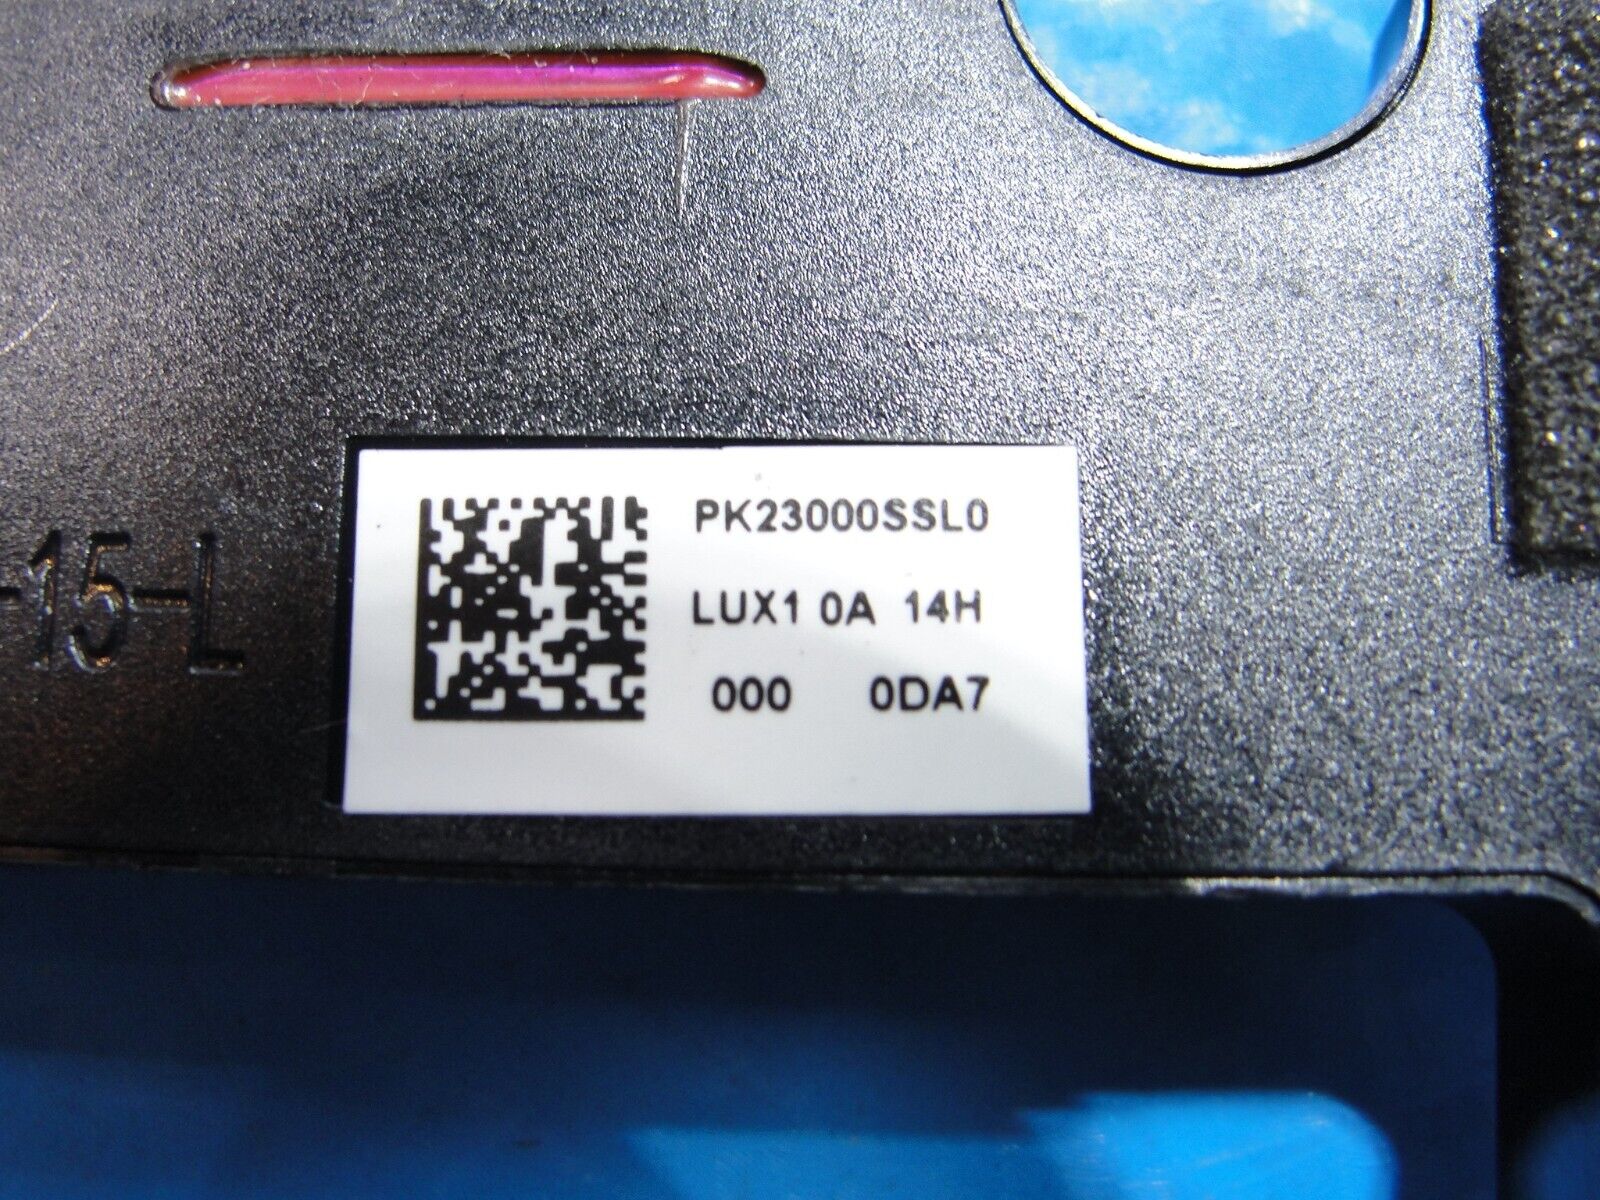 PK23000SSL0
LUX1 0A 14H
000 0DA7
-15-L